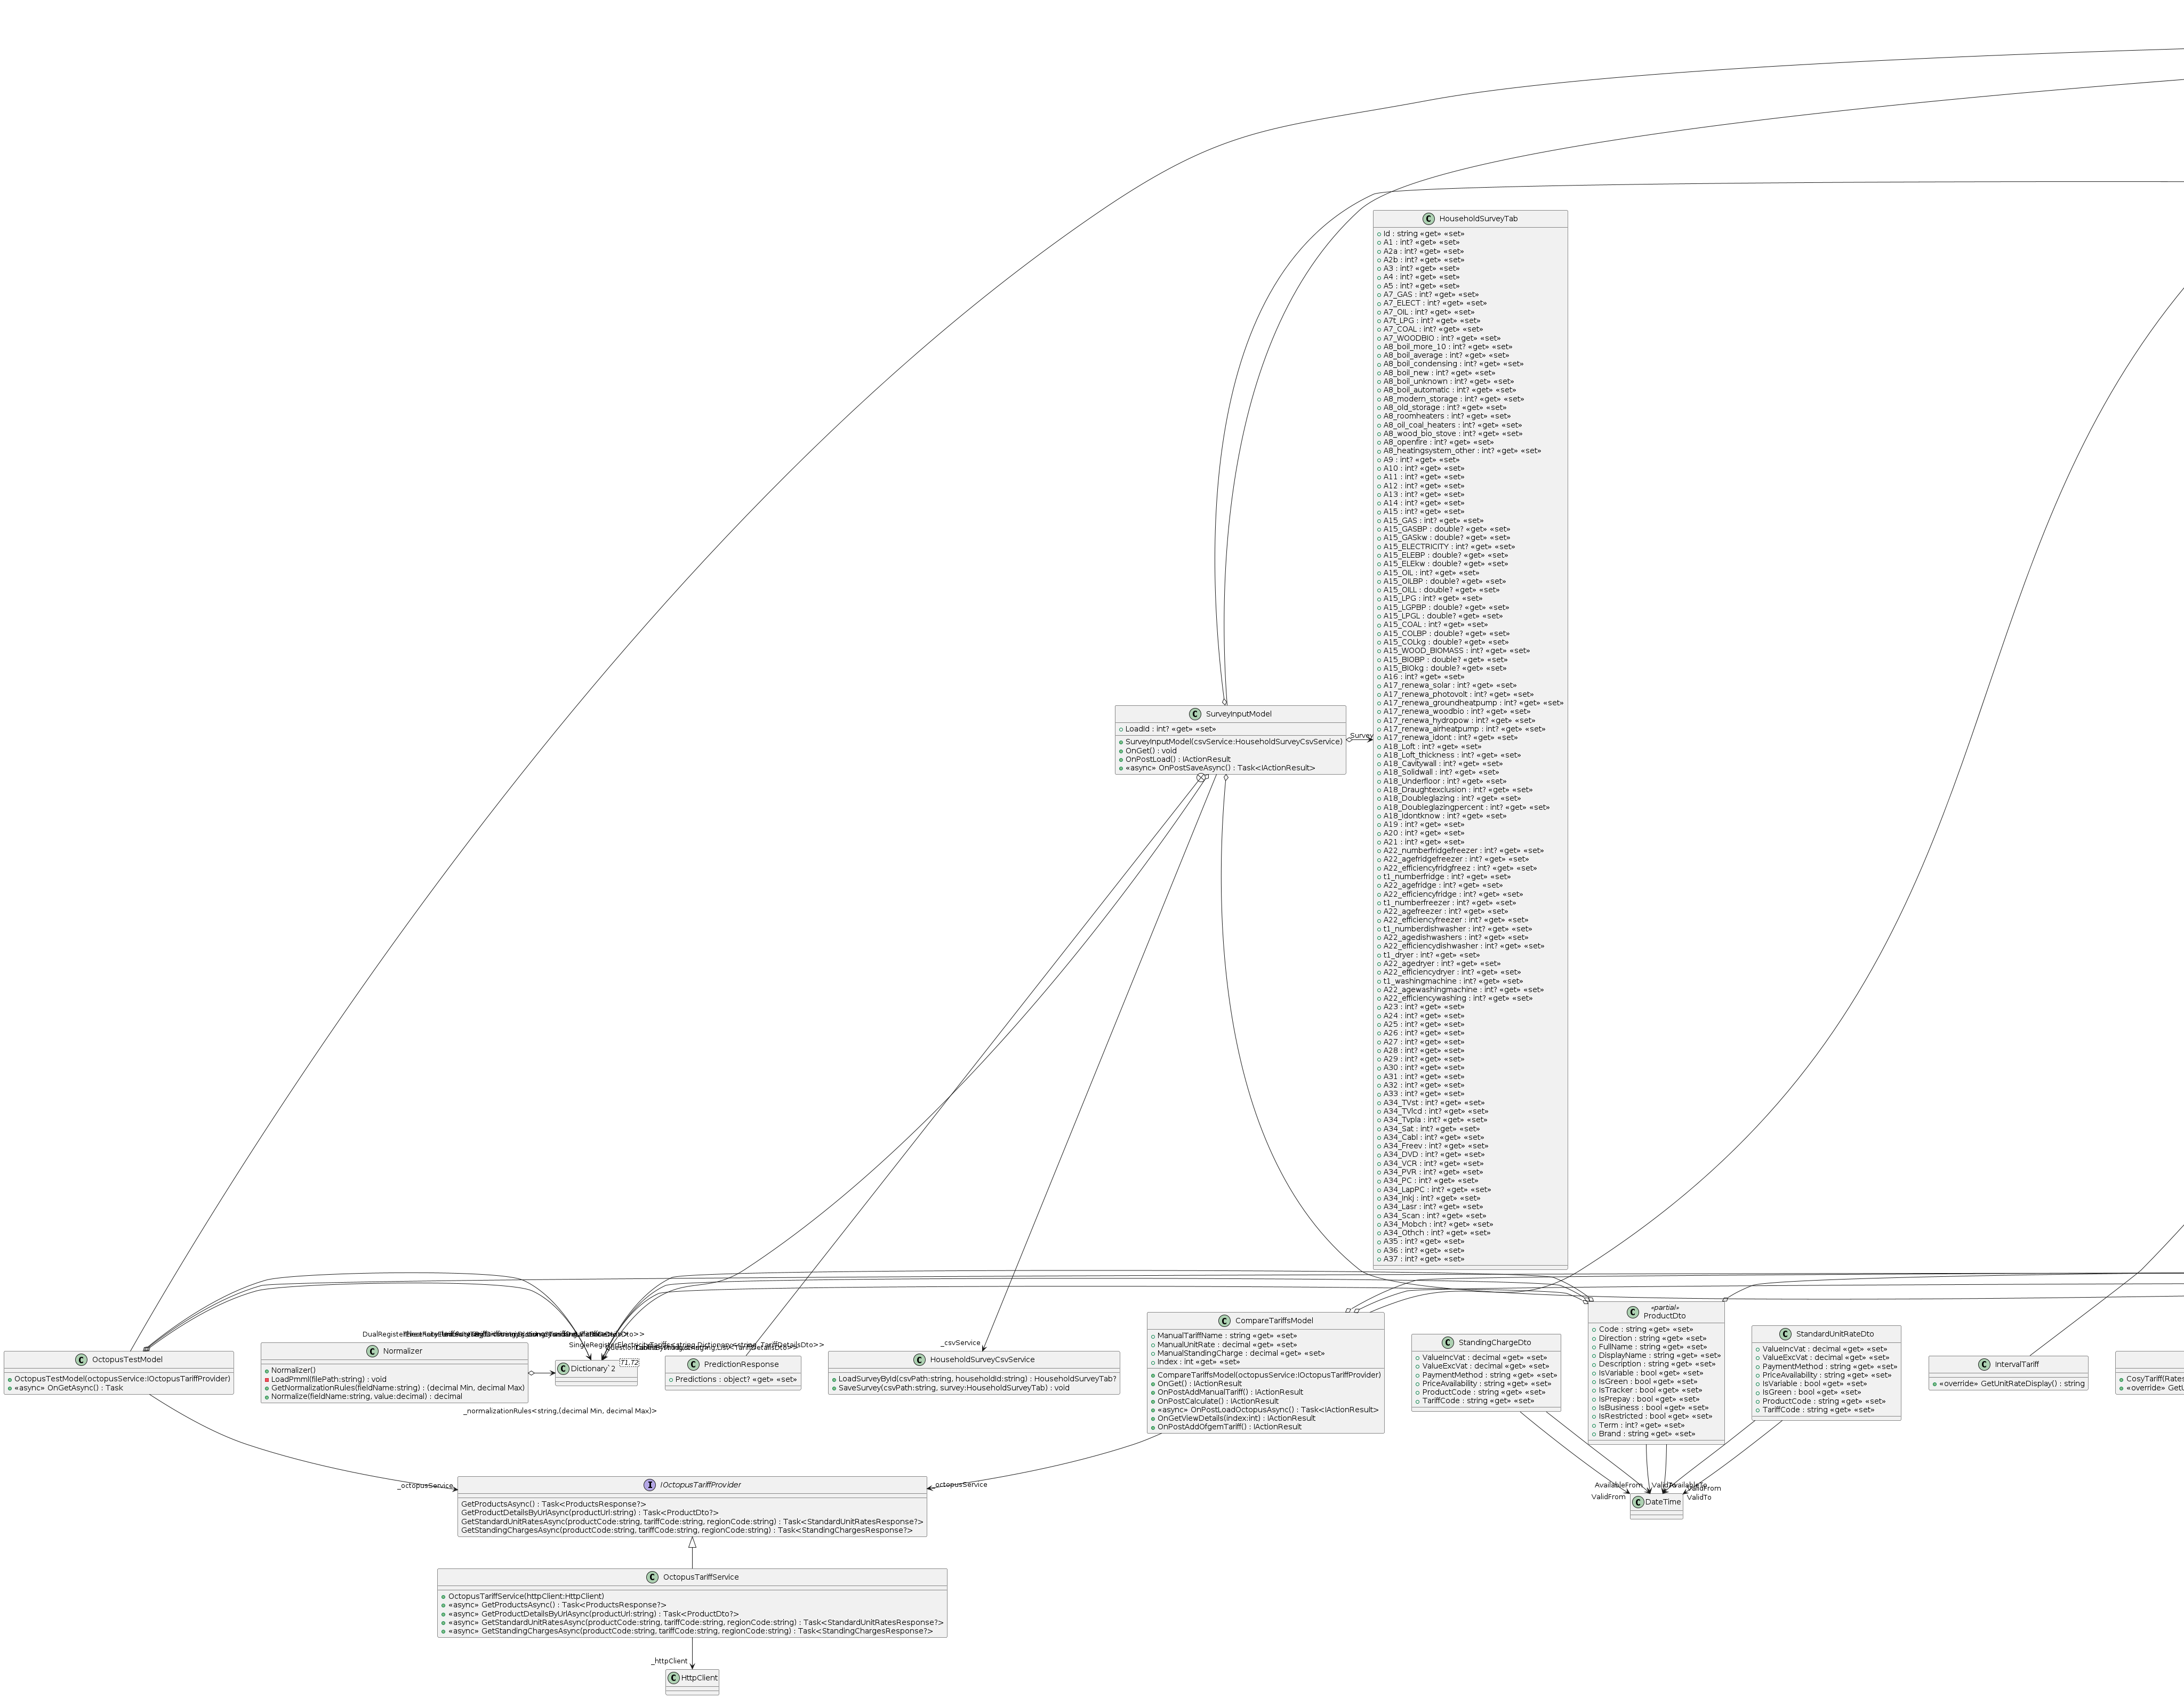 HouseholdSurveyTab
Id : string «get» «set»
A1 : int? «get» «set»
A2a : int? «get» «set»
A2b : int? «get» «set»
A3 : int? «get» «set»
A4 : int? «get» «set»
A5 : int? «get» «set»
A7_GAS : int? «get» «set»
A7_ELECT : int? «get» «set»
A7_OIL : int? «get» «set»
A7t_LPG : int? «get» «set»
A7_COAL : int? «get» «set»
A7_WOODBIO : int? «get» «set»
A8_boil_more_10 : int? «get» «set»
A8_boil_average : int? «get» «set»
A8_boil_condensing : int? «get» «set»
A8_boil_new : int? «get» «set»
A8_boil_unknown : int? «get» «set»
A8_boil_automatic : int? «get» «set»
A8_modern_storage : int? «get» «set»
A8_old_storage : int? «get» «set»
A8_roomheaters : int? «get» «set»
A8_oil_coal_heaters : int? «get» «set»
A8_wood_bio_stove : int? «get» «set»
A8_openfire : int? «get» «set»
A8_heatingsystem_other : int? «get» «set»
A9 : int? «get» «set»
A10 : int? «get» «set»
A11 : int? «get» «set»
A12 : int? «get» «set»
A13 : int? «get» «set»
A14 : int? «get» «set»
A15 : int? «get» «set»
A15_GAS : int? «get» «set»
A15_GASBP : double? «get» «set»
A15_GASkw : double? «get» «set»
A15_ELECTRICITY : int? «get» «set»
A15_ELEBP : double? «get» «set»
A15_ELEkw : double? «get» «set»
A15_OIL : int? «get» «set»
A15_OILBP : double? «get» «set»
A15_OILL : double? «get» «set»
A15_LPG : int? «get» «set»
A15_LGPBP : double? «get» «set»
A15_LPGL : double? «get» «set»
A15_COAL : int? «get» «set»
A15_COLBP : double? «get» «set»
A15_COLkg : double? «get» «set»
A15_WOOD_BIOMASS : int? «get» «set»
A15_BIOBP : double? «get» «set»
A15_BIOkg : double? «get» «set»
A16 : int? «get» «set»
A17_renewa_solar : int? «get» «set»
A17_renewa_photovolt : int? «get» «set»
A17_renewa_groundheatpump : int? «get» «set»
A17_renewa_woodbio : int? «get» «set»
A17_renewa_hydropow : int? «get» «set»
A17_renewa_airheatpump : int? «get» «set»
A17_renewa_idont : int? «get» «set»
A18_Loft : int? «get» «set»
A18_Loft_thickness : int? «get» «set»
A18_Cavitywall : int? «get» «set»
A18_Solidwall : int? «get» «set»
A18_Underfloor : int? «get» «set»
A18_Draughtexclusion : int? «get» «set»
A18_Doubleglazing : int? «get» «set»
A18_Doubleglazingpercent : int? «get» «set»
A18_Idontknow : int? «get» «set»
A19 : int? «get» «set»
A20 : int? «get» «set»
A21 : int? «get» «set»
A22_numberfridgefreezer : int? «get» «set»
A22_agefridgefreezer : int? «get» «set»
A22_efficiencyfridgfreez : int? «get» «set»
t1_numberfridge : int? «get» «set»
A22_agefridge : int? «get» «set»
A22_efficiencyfridge : int? «get» «set»
t1_numberfreezer : int? «get» «set»
A22_agefreezer : int? «get» «set»
A22_efficiencyfreezer : int? «get» «set»
t1_numberdishwasher : int? «get» «set»
A22_agedishwashers : int? «get» «set»
A22_efficiencydishwasher : int? «get» «set»
t1_dryer : int? «get» «set»
A22_agedryer : int? «get» «set»
A22_efficiencydryer : int? «get» «set»
t1_washingmachine : int? «get» «set»
A22_agewashingmachine : int? «get» «set»
A22_efficiencywashing : int? «get» «set»
A23 : int? «get» «set»
A24 : int? «get» «set»
A25 : int? «get» «set»
A26 : int? «get» «set»
A27 : int? «get» «set»
A28 : int? «get» «set»
A29 : int? «get» «set»
A30 : int? «get» «set»
A31 : int? «get» «set»
A32 : int? «get» «set»
A33 : int? «get» «set»
A34_TVst : int? «get» «set»
A34_TVlcd : int? «get» «set»
A34_Tvpla : int? «get» «set»
A34_Sat : int? «get» «set»
A34_Cabl : int? «get» «set»
A34_Freev : int? «get» «set»
A34_DVD : int? «get» «set»
A34_VCR : int? «get» «set»
A34_PVR : int? «get» «set»
A34_PC : int? «get» «set»
A34_LapPC : int? «get» «set»
A34_Inkj : int? «get» «set»
A34_Lasr : int? «get» «set»
A34_Scan : int? «get» «set»
A34_Mobch : int? «get» «set»
A34_Othch : int? «get» «set»
A35 : int? «get» «set»
A36 : int? «get» «set»
A37 : int? «get» «set»
SurveyInputModel
LoadId : int? «get» «set»
SurveyInputModel(csvService:HouseholdSurveyCsvService)
OnGet() : void
OnPostLoad() : IActionResult
«async» OnPostSaveAsync() : Task<IActionResult>
Survey
OctopusTestModel
OctopusTestModel(octopusService:IOctopusTariffProvider)
«async» OnGetAsync() : Task
Normalizer
Normalizer()
LoadPmml(filePath:string) : void
GetNormalizationRules(fieldName:string) : (decimal Min, decimal Max)
Normalize(fieldName:string, value:decimal) : decimal
_normalizationRules<string,(decimal Min, decimal Max)>
Dictionary`2
T1,T2
PredictionResponse
Predictions : object? «get» «set»
_csvService
HouseholdSurveyCsvService
LoadSurveyById(csvPath:string, householdId:string) : HouseholdSurveyTab?
SaveSurvey(csvPath:string, survey:HouseholdSurveyTab) : void
CompareTariffsModel
ManualTariffName : string «get» «set»
ManualUnitRate : decimal «get» «set»
ManualStandingCharge : decimal «get» «set»
Index : int «get» «set»
CompareTariffsModel(octopusService:IOctopusTariffProvider)
OnGet() : IActionResult
OnPostAddManualTariff() : IActionResult
OnPostCalculate() : IActionResult
«async» OnPostLoadOctopusAsync() : Task<IActionResult>
OnGetViewDetails(index:int) : IActionResult
OnPostAddOfgemTariff() : IActionResult
StandingChargeDto
ValueIncVat : decimal «get» «set»
ValueExcVat : decimal «get» «set»
PaymentMethod : string «get» «set»
PriceAvailability : string «get» «set»
ProductCode : string «get» «set»
TariffCode : string «get» «set»
«partial»
ProductDto
Code : string «get» «set»
Direction : string «get» «set»
FullName : string «get» «set»
DisplayName : string «get» «set»
Description : string «get» «set»
IsVariable : bool «get» «set»
IsGreen : bool «get» «set»
IsTracker : bool «get» «set»
IsPrepay : bool «get» «set»
IsBusiness : bool «get» «set»
IsRestricted : bool «get» «set»
Term : int? «get» «set»
Brand : string «get» «set»
StandardUnitRateDto
ValueIncVat : decimal «get» «set»
ValueExcVat : decimal «get» «set»
PaymentMethod : string «get» «set»
PriceAvailability : string «get» «set»
IsVariable : bool «get» «set»
IsGreen : bool «get» «set»
ProductCode : string «get» «set»
TariffCode : string «get» «set»
IntervalTariff
«override» GetUnitRateDisplay() : string
CosyTariff(Rates
«override» GetU
_octopusService
IOctopusTariffProvider
GetProductsAsync() : Task<ProductsResponse?>
GetProductDetailsByUrlAsync(productUrl:string) : Task<ProductDto?>
GetStandardUnitRatesAsync(productCode:string, tariffCode:string, regionCode:string) : Task<StandardUnitRatesResponse?>
GetStandingChargesAsync(productCode:string, tariffCode:string, regionCode:string) : Task<StandingChargesResponse?>
_octopusService
AvailableFrom
ValidFrom
ValidFrom
ValidTo
DateTime
OctopusTariffService
OctopusTariffService(httpClient:HttpClient)
«async» GetProductsAsync() : Task<ProductsResponse?>
«async» GetProductDetailsByUrlAsync(productUrl:string) : Task<ProductDto?>
«async» GetStandardUnitRatesAsync(productCode:string, tariffCode:string, regionCode:string) : Task<StandardUnitRatesResponse?>
«async» GetStandingChargesAsync(productCode:string, tariffCode:string, regionCode:string) : Task<StandingChargesResponse?>
_httpClient
HttpClient